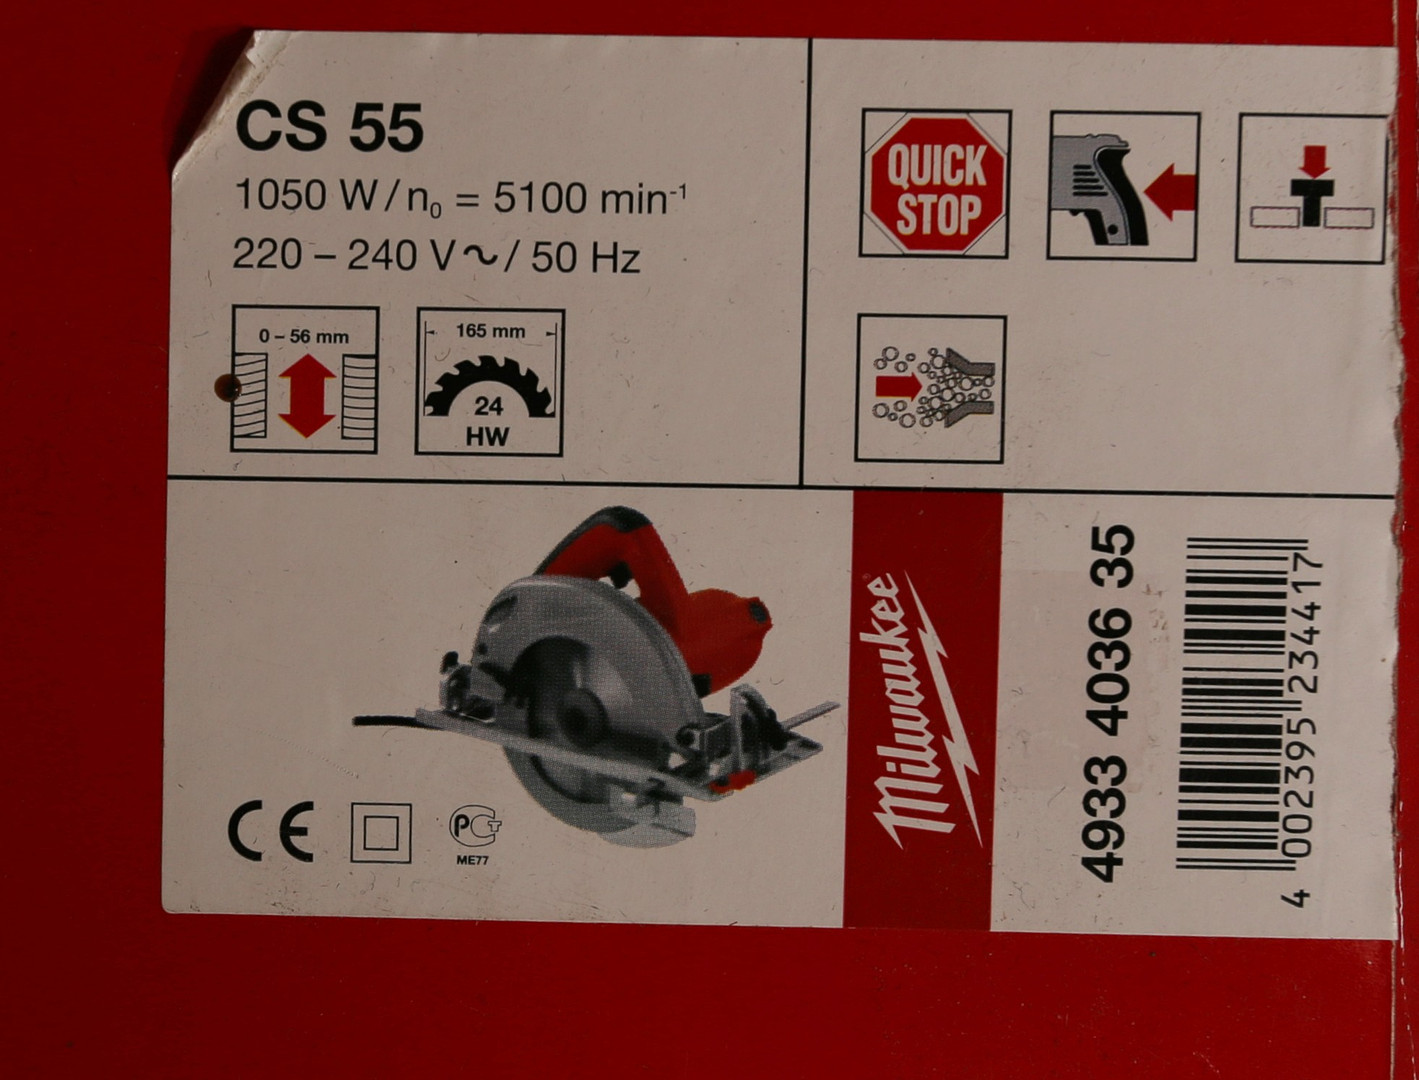 CS 55
1050 W / n₀ = 5100 min⁻¹
220 – 240 V ~ / 50 Hz
0 – 56 mm
165 mm
24
HW
QUICK
STOP
CE
PCT
ME77
Milwaukee
4933 4036 35
4 002395 234417